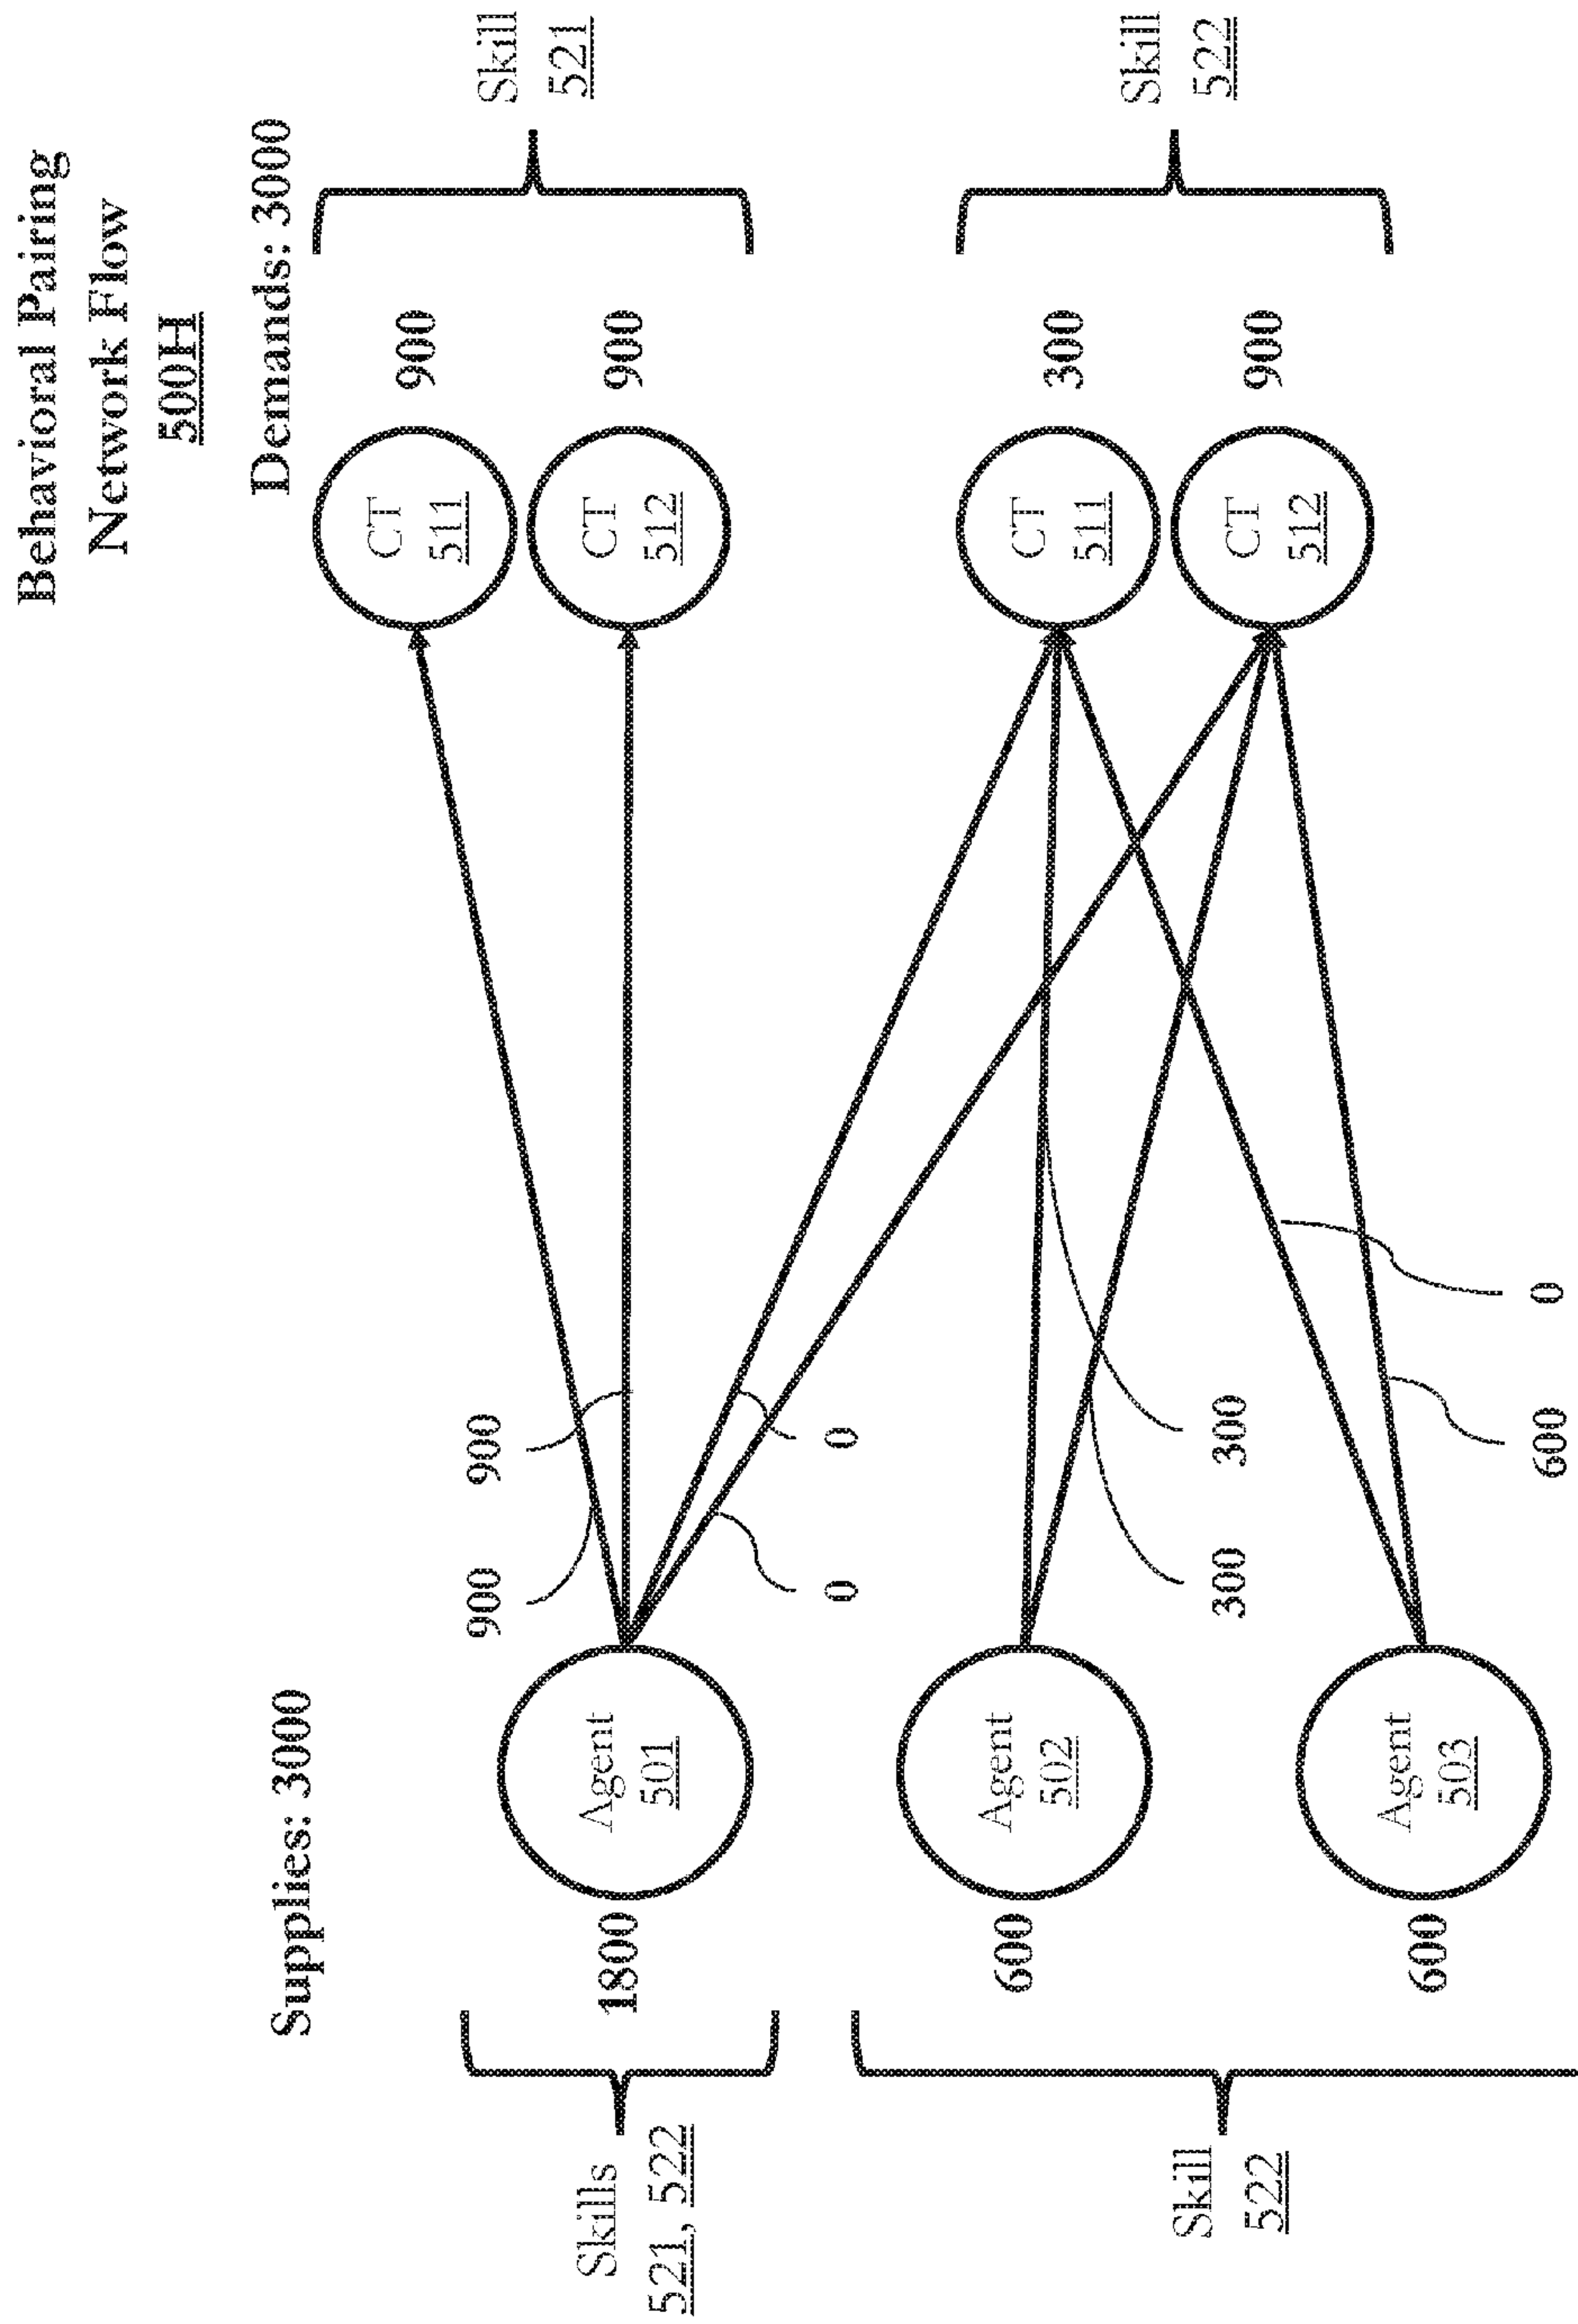 Behavioral Pairing
Network Flow
500H
Supplies: 3000
Demands: 3000
Skills
521, 522
1800
Agent
501
900
900
0
0
CT
511
900
CT
512
900
Skill
521
Skill
522
600
Agent
502
300
300
600
Agent
503
600
0
CT
511
300
CT
512
900
Skill
522